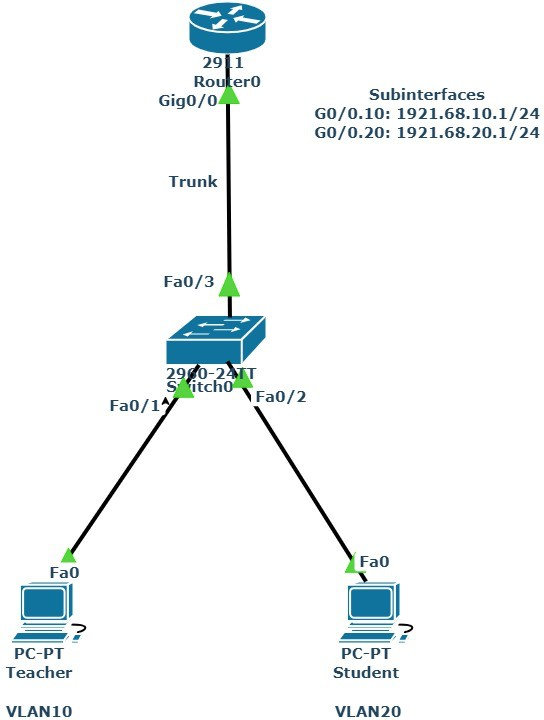 2911
Router0
Gig0/0
Subinterfaces
G0/0.10: 1921.68.10.1/24
G0/0.20: 1921.68.20.1/24
Trunk
Fa0/3
2960-24TT
Switch0
Fa0/1
Fa0/2
Fa0
Fa0
PC-PT
Teacher
PC-PT
Student
VLAN10
VLAN20